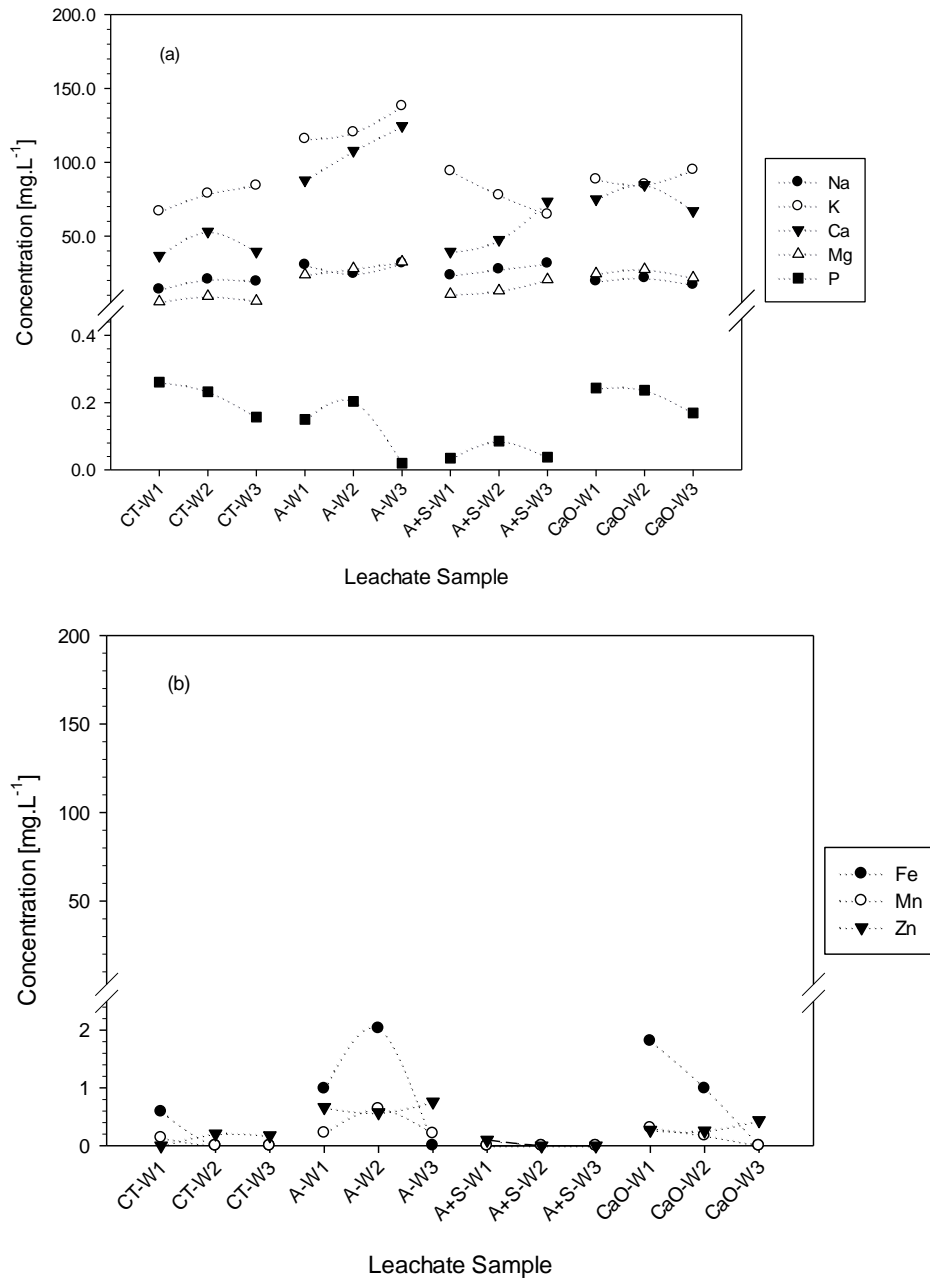 200.0
(a)
150.0
100.0
50.0
0.4
0.2
0.0
Concentration [mg.L-1]
CT-W1
CT-W2
CT-W3
A-W1
A-W2
A-W3
A+S-W1
A+S-W2
A+S-W3
CaO-W1
CaO-W2
CaO-W3
Leachate Sample
Na
K
Ca
Mg
P
200
(b)
150
100
50
2
1
0
Concentration [mg.L-1]
CT-W1
CT-W2
CT-W3
A-W1
A-W2
A-W3
A+S-W1
A+S-W2
A+S-W3
CaO-W1
CaO-W2
CaO-W3
Leachate Sample
Fe
Mn
Zn